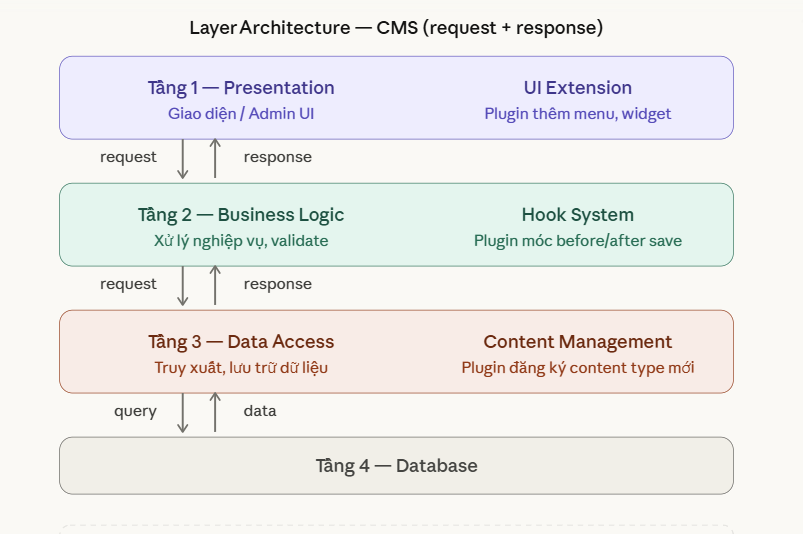 Layer Architecture — CMS (request + response)
Tầng 1 — Presentation
UI Extension
Giao diện / Admin UI
Plugin thêm menu, widget
request
response
Tầng 2 — Business Logic
Hook System
Xử lý nghiệp vụ, validate
Plugin móc before/after save
request
response
Tầng 3 — Data Access
Content Management
Truy xuất, lưu trữ dữ liệu
Plugin đăng ký content type mới
query
data
Tầng 4 — Database